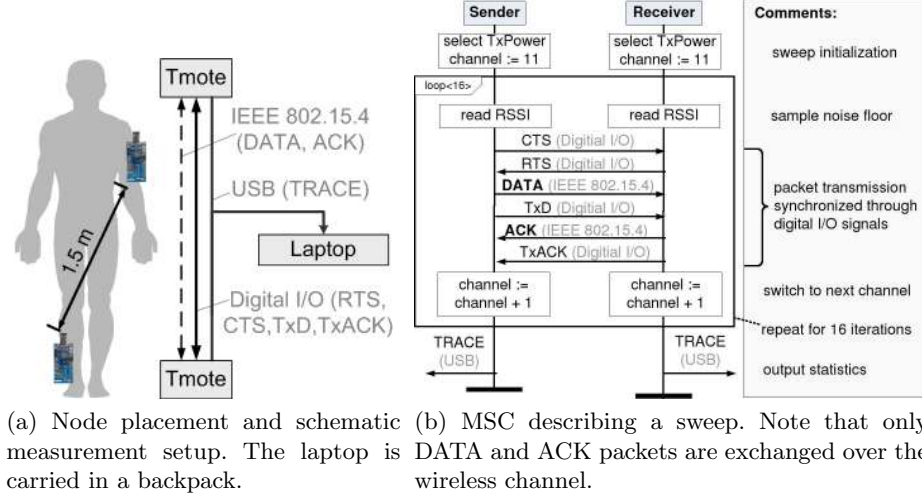 Tmote
IEEE 802.15.4
(DATA, ACK)
USB (TRACE)
Laptop
1.5 m
Digital I/O (RTS,
CTS,TxD,TxACK)
Tmote
Sender
Receiver
Comments:
select TxPower
channel := 11
select TxPower
channel := 11
sweep initialization
loop<16>
read RSSI
read RSSI
sample noise floor
CTS (Digitial I/O)
RTS (Digitial I/O)
DATA (IEEE 802.15.4)
TxD (Digitial I/O)
ACK (IEEE 802.15.4)
TxACK (Digitial I/O)
packet transmission
synchronized through
digital I/O signals
channel :=
channel + 1
channel :=
channel + 1
switch to next channel
repeat for 16 iterations
TRACE
(USB)
TRACE
(USB)
output statistics
(a) Node placement and schematic
measurement setup. The laptop is
carried in a backpack.
(b) MSC describing a sweep. Note that only
DATA and ACK packets are exchanged over the
wireless channel.